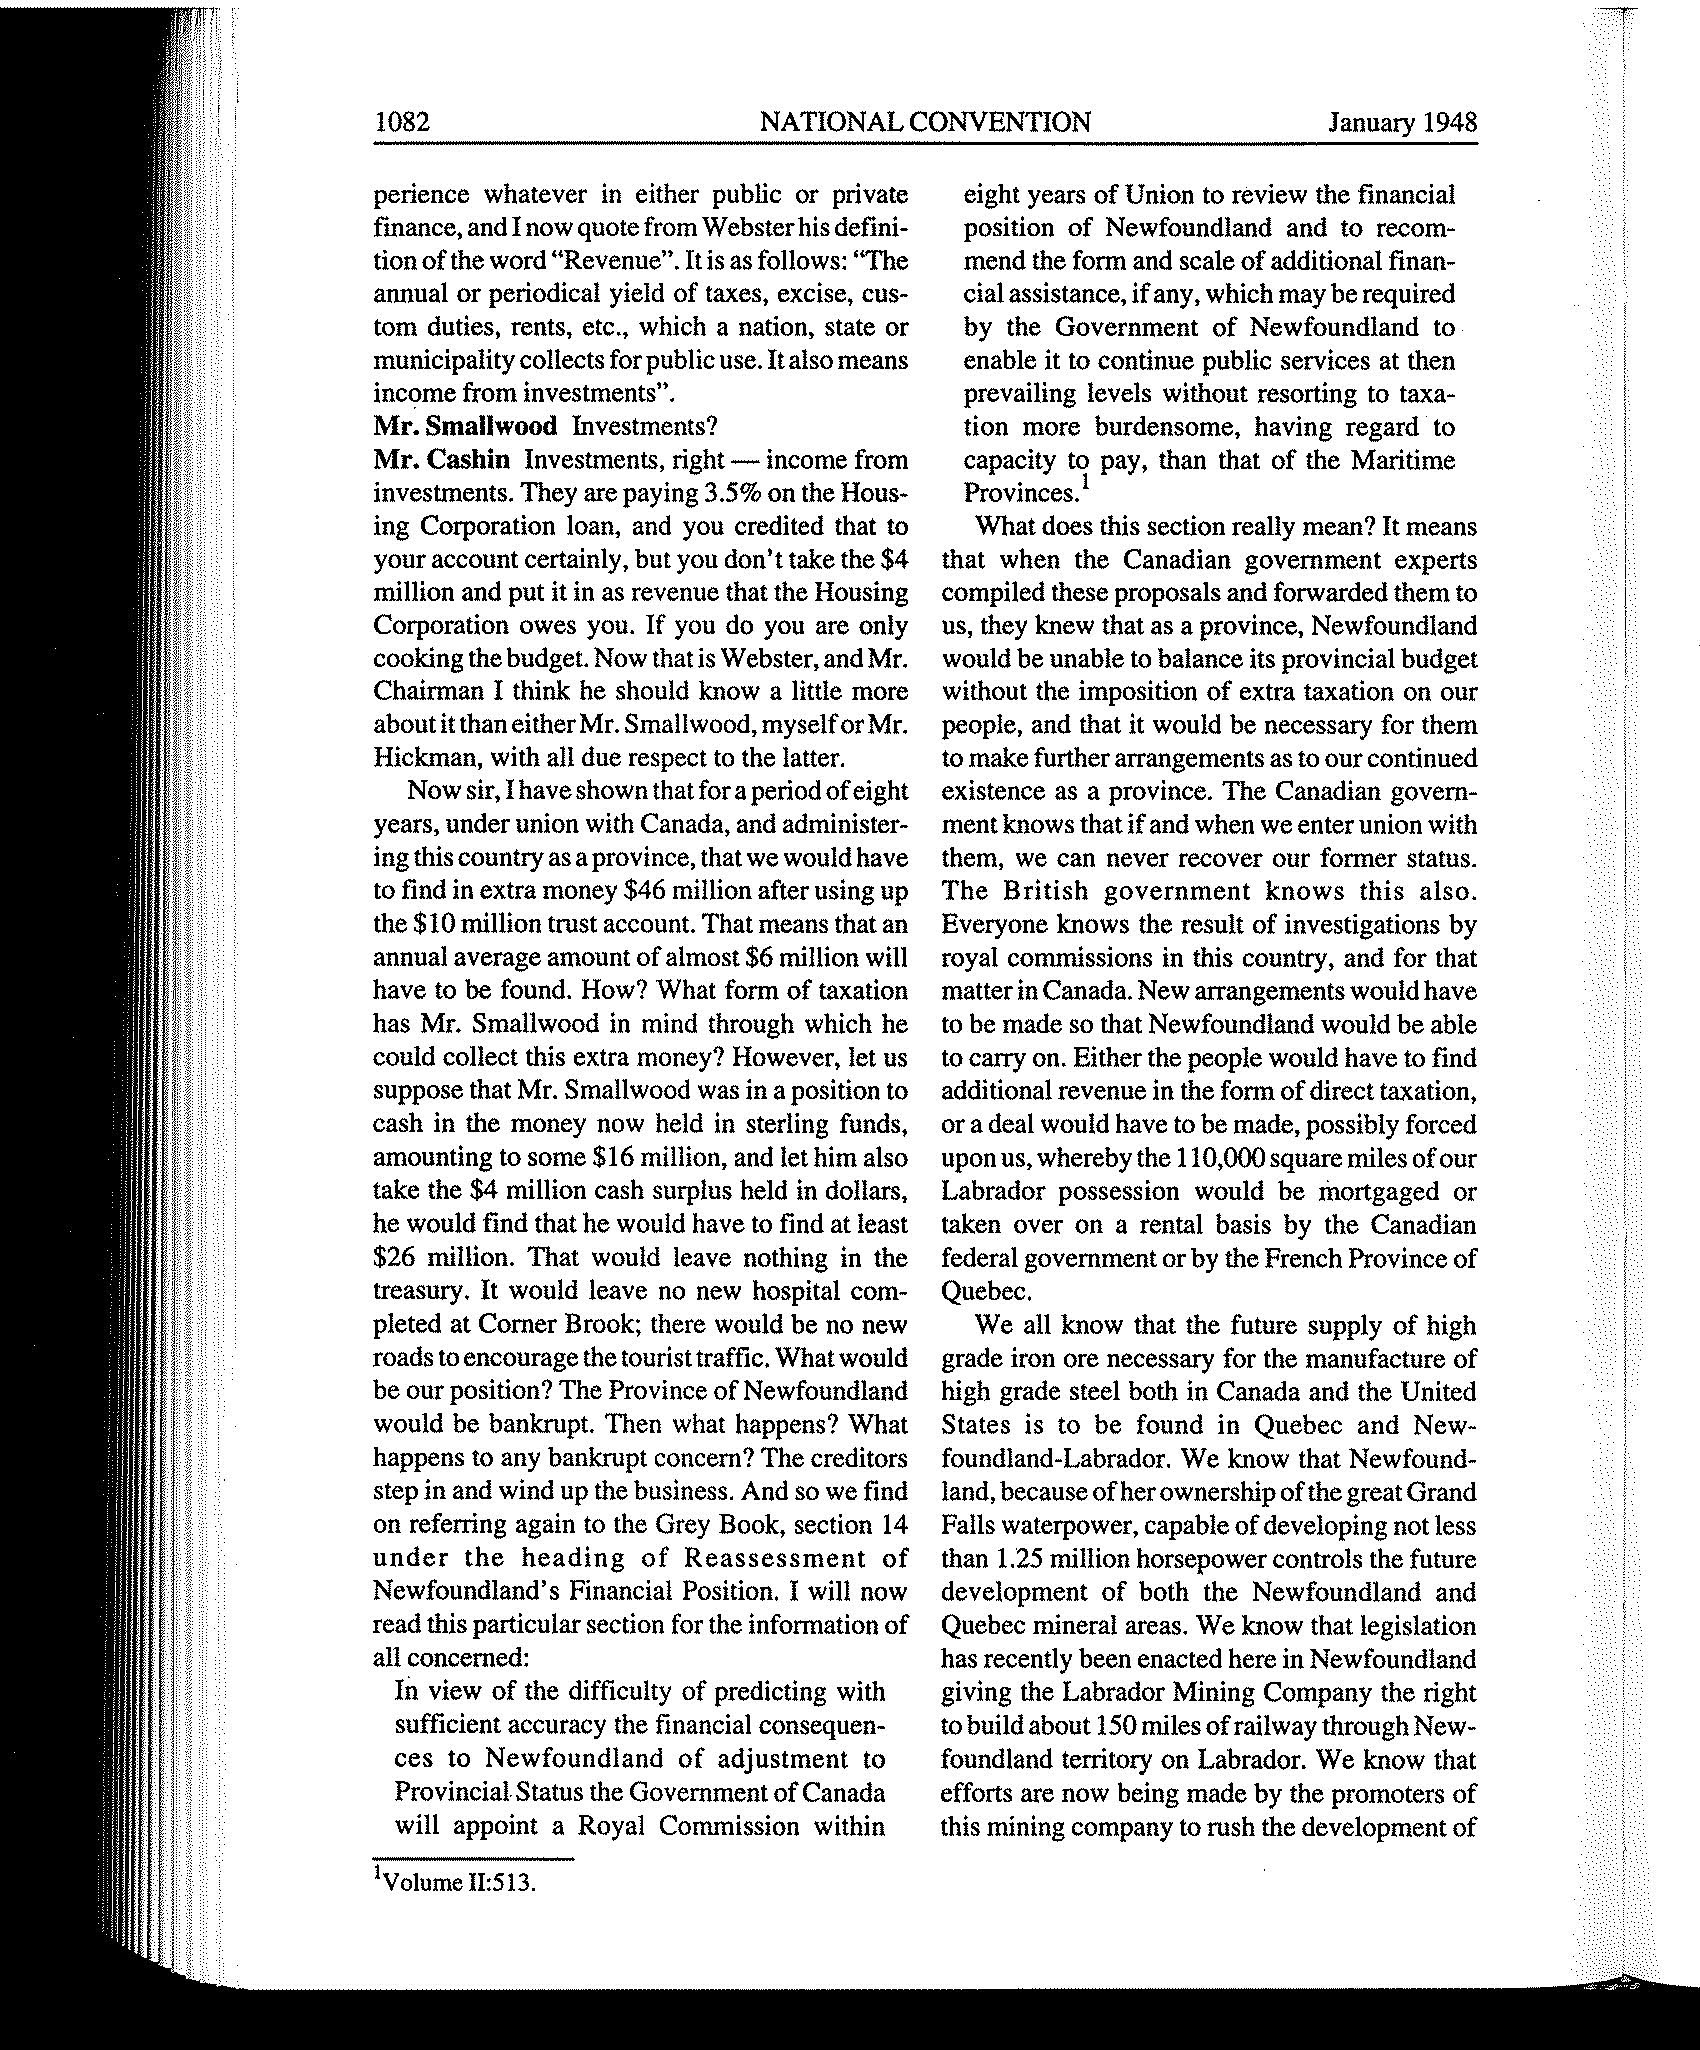 1082
NATIONAL CONVENTION
January 1948
perience whatever in either public or private
finance, and I now quote from Webster his defini-
tion of the word “Revenue”. It is as follows: “The
annual or periodical yield of taxes, excise, cus-
tom duties, rents, etc., which a nation, state or
municipality collects for public use. It also means
income from investments”.
Mr. Smallwood Investments?
Mr. Cashin Investments, right — income from
investments. They are paying 3.5% on the Hous-
ing Corporation loan, and you credited that to
your account certainly, but you don't take the $4
million and put it in as revenue that the Housing
Corporation owes you. If you do you are only
cooking the budget. Now that is Webster, and Mr.
Chairman I think he should know a little more
about it than either Mr. Smallwood, myself or Mr.
Hickman, with all due respect to the latter.
Now sir, I have shown that for a period of eight
years, under union with Canada, and administer-
ing this country as a province, that we would have
to find in extra money $46 million after using up
the $10 million trust account. That means that an
annual average amount of almost $6 million will
have to be found. How? What form of taxation
has Mr. Smallwood in mind through which he
could collect this extra money? However, let us
suppose that Mr. Smallwood was in a position to
cash in the money now held in sterling funds,
amounting to some $16 million, and let him also
take the $4 million cash surplus held in dollars,
he would find that he would have to find at least
$26 million. That would leave nothing in the
treasury. It would leave no new hospital com-
pleted at Corner Brook; there would be no new
roads to encourage the tourist traffic. What would
be our position? The Province of Newfoundland
would be bankrupt. Then what happens? What
happens to any bankrupt concern? The creditors
step in and wind up the business. And so we find
on referring again to the Grey Book, section 14
under the heading of Reassessment of
Newfoundland's Financial Position. I will now
read this particular section for the information of
all concerned:
In view of the difficulty of predicting with
sufficient accuracy the financial consequen-
ces to Newfoundland of adjustment to
Provincial Status the Government of Canada
will appoint a Royal Commission within
eight years of Union to review the financial
position of Newfoundland and to recom-
mend the form and scale of additional finan-
cial assistance, if any, which may be required
by the Government of Newfoundland to
enable it to continue public services at then
prevailing levels without resorting to taxa-
tion more burdensome, having regard to
capacity to pay, than that of the Maritime
Provinces.1
What does this section really mean? It means
that when the Canadian government experts
compiled these proposals and forwarded them to
us, they knew that as a province, Newfoundland
would be unable to balance its provincial budget
without the imposition of extra taxation on our
people, and that it would be necessary for them
to make further arrangements as to our continued
existence as a province. The Canadian govern-
ment knows that if and when we enter union with
them, we can never recover our former status.
The British government knows this also.
Everyone knows the result of investigations by
royal commissions in this country, and for that
matter in Canada. New arrangements would have
to be made so that Newfoundland would be able
to carry on. Either the people would have to find
additional revenue in the form of direct taxation,
or a deal would have to be made, possibly forced
upon us, whereby the 110,000 square miles of our
Labrador possession would be mortgaged or
taken over on a rental basis by the Canadian
federal government or by the French Province of
Quebec.
We all know that the future supply of high
grade iron ore necessary for the manufacture of
high grade steel both in Canada and the United
States is to be found in Quebec and New-
foundland-Labrador. We know that Newfound-
land, because of her ownership of the great Grand
Falls waterpower, capable of developing not less
than 1.25 million horsepower controls the future
development of both the Newfoundland and
Quebec mineral areas. We know that legislation
has recently been enacted here in Newfoundland
giving the Labrador Mining Company the right
to build about 150 miles of railway through New-
foundland territory on Labrador. We know that
efforts are now being made by the promoters of
this mining company to rush the development of
1Volume II:513.